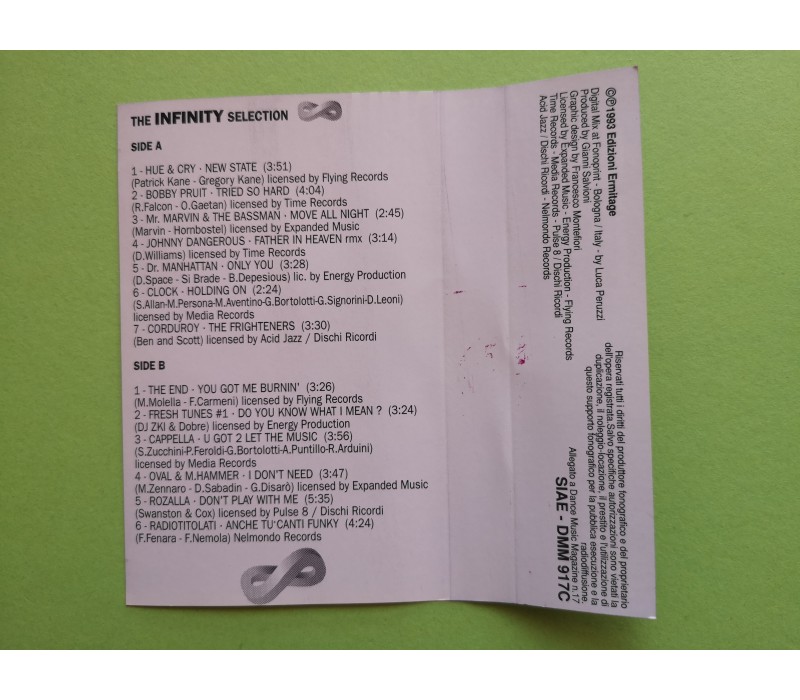 THE INFINITY SELECTION
SIDE A
1 - HUE & CRY · NEW STATE (3:51)
(Patrick Kane - Gregory Kane) licensed by Flying Records
2 - BOBBY PRUIT · TRIED SO HARD (4:04)
(R.Falcon - O.Gaetan) licensed by Time Records
3 - Mr. MARVIN & THE BASSMAN · MOVE ALL NIGHT (2:45)
(Marvin - Hornbostel) licensed by Expanded Music
4 - JOHNNY DANGEROUS · FATHER IN HEAVEN rmx (3:14)
(D.Williams) licensed by Time Records
5 - Dr. MANHATTAN · ONLY YOU (3:28)
(D.Space - Si Brade - B.Depesious) lic. by Energy Production
6 - CLOCK · HOLDING ON (2:24)
(S.Allan-M.Persona-M.Aventino-G.Bortolotti-G.Signorini-D.Leoni)
licensed by Media Records
7 - CORDUROY · THE FRIGHTENERS (3:30)
(Ben and Scott) licensed by Acid Jazz / Dischi Ricordi
SIDE B
1 - THE END · YOU GOT ME BURNIN' (3:26)
(M.Molella - F.Carmeni) licensed by Flying Records
2 - FRESH TUNES #1 · DO YOU KNOW WHAT I MEAN ? (3:24)
(DJ ZKI & Dobre) licensed by Energy Production
3 - CAPPELLA · U GOT 2 LET THE MUSIC (3:56)
(S.Zucchini-P.Feroldi-G.Bortolotti-A.Puntillo-R.Arduini)
licensed by Media Records
4 - OVAL & M.HAMMER · I DON'T NEED (3:47)
(M.Zennaro - D.Sabadin - G.Disarò) licensed by Expanded Music
5 - ROZALLA · DON'T PLAY WITH ME (5:35)
(Swanston & Cox) licensed by Pulse 8 / Dischi Ricordi
6 - RADIOTITOLATI · ANCHE TU CANTI FUNKY (4:24)
(F.Fenara - F.Nemola) Nelmondo Records
©℗1993 Edizioni Ermitage
Digital Mix at Fonoprint - Bologna / Italy - by Luca Peruzzi
Produced by Gianni Salvioni
Graphic design by Francesco Montefiori
Licensed by Expanded Music - Energy Production - Flying Records
Time Records - Media Records - Pulse 8 / Dischi Ricordi
Acid Jazz / Dischi Ricordi - Nelmondo Records
Riservati tutti i diritti del produttore fonografico e del proprietario
dell'opera registrata.Salvo specifiche autorizzazioni sono vietati la
duplicazione, il noleggio-locazione, il prestito e l'utilizzazione di
questo supporto fonografico per la pubblica esecuzione e la
radiodiffusione.
Allegato a Dance Music Magazine n.17
SIAE - DMM 917C